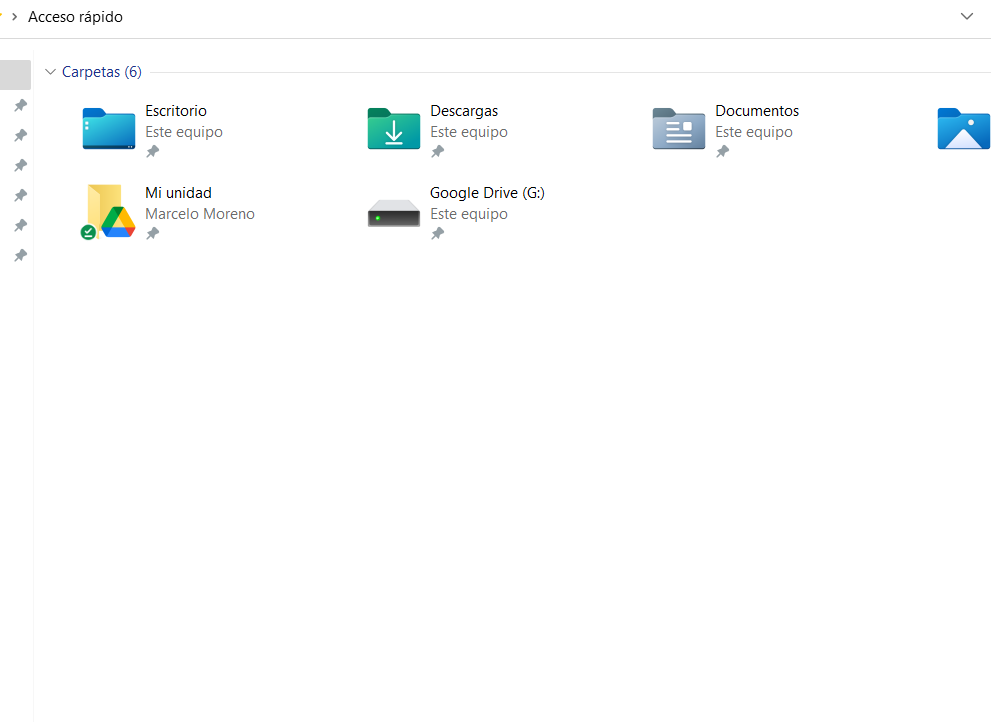 Acceso rápido
Carpetas (6)
Escritorio
Este equipo
Descargas
Este equipo
Documentos
Este equipo
Mi unidad
Marcelo Moreno
Google Drive (G:)
Este equipo